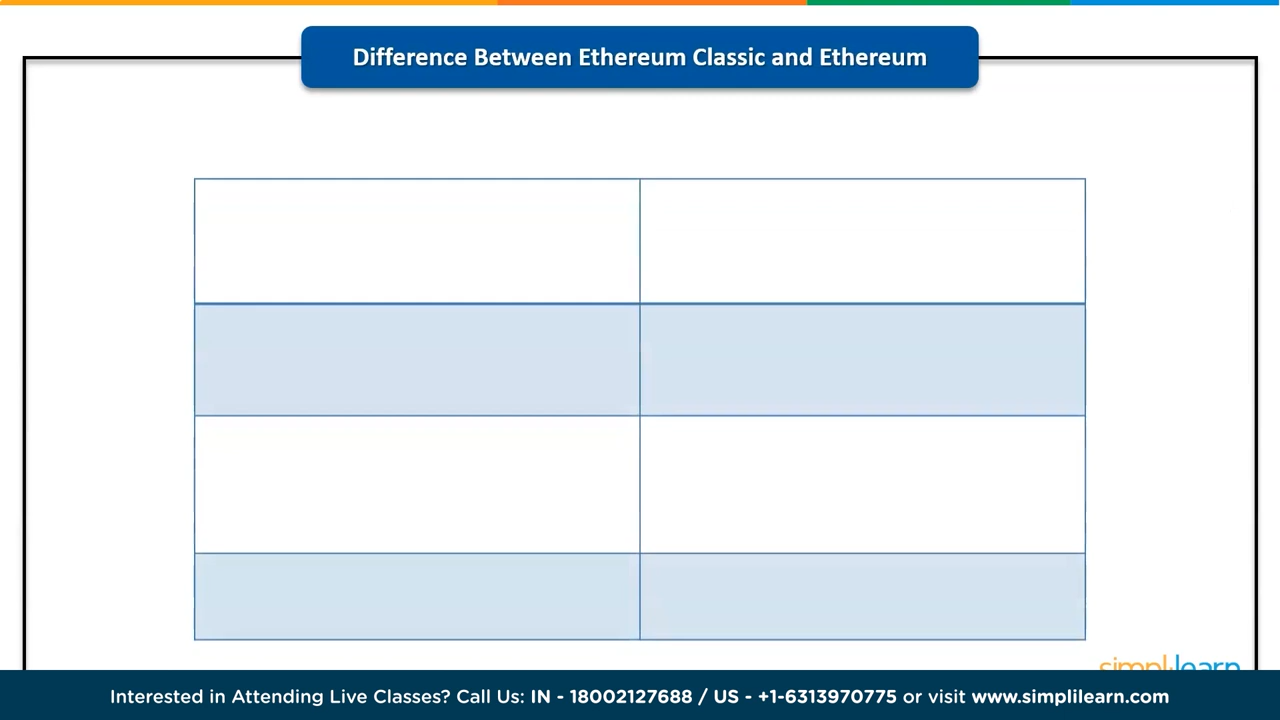 Difference Between Ethereum Classic and Ethereum
simplilearn
Interested in Attending Live Classes? Call Us: IN - 18002127688 / US - +1-6313970775 or visit www.simplilearn.com